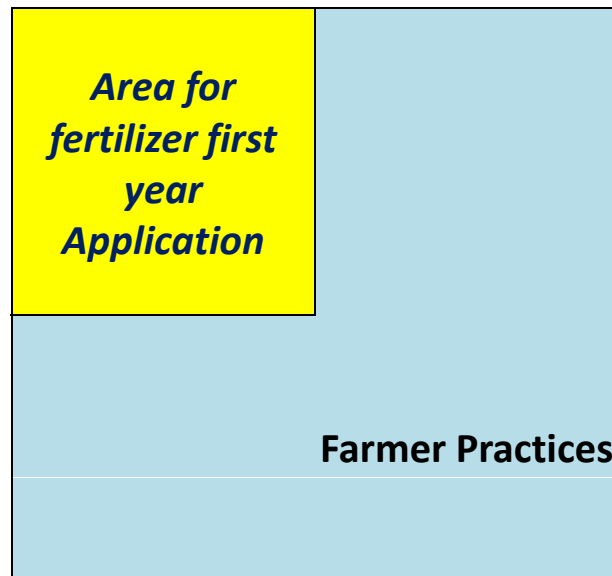 Area for
fertilizer first
year
Application
Farmer Practices